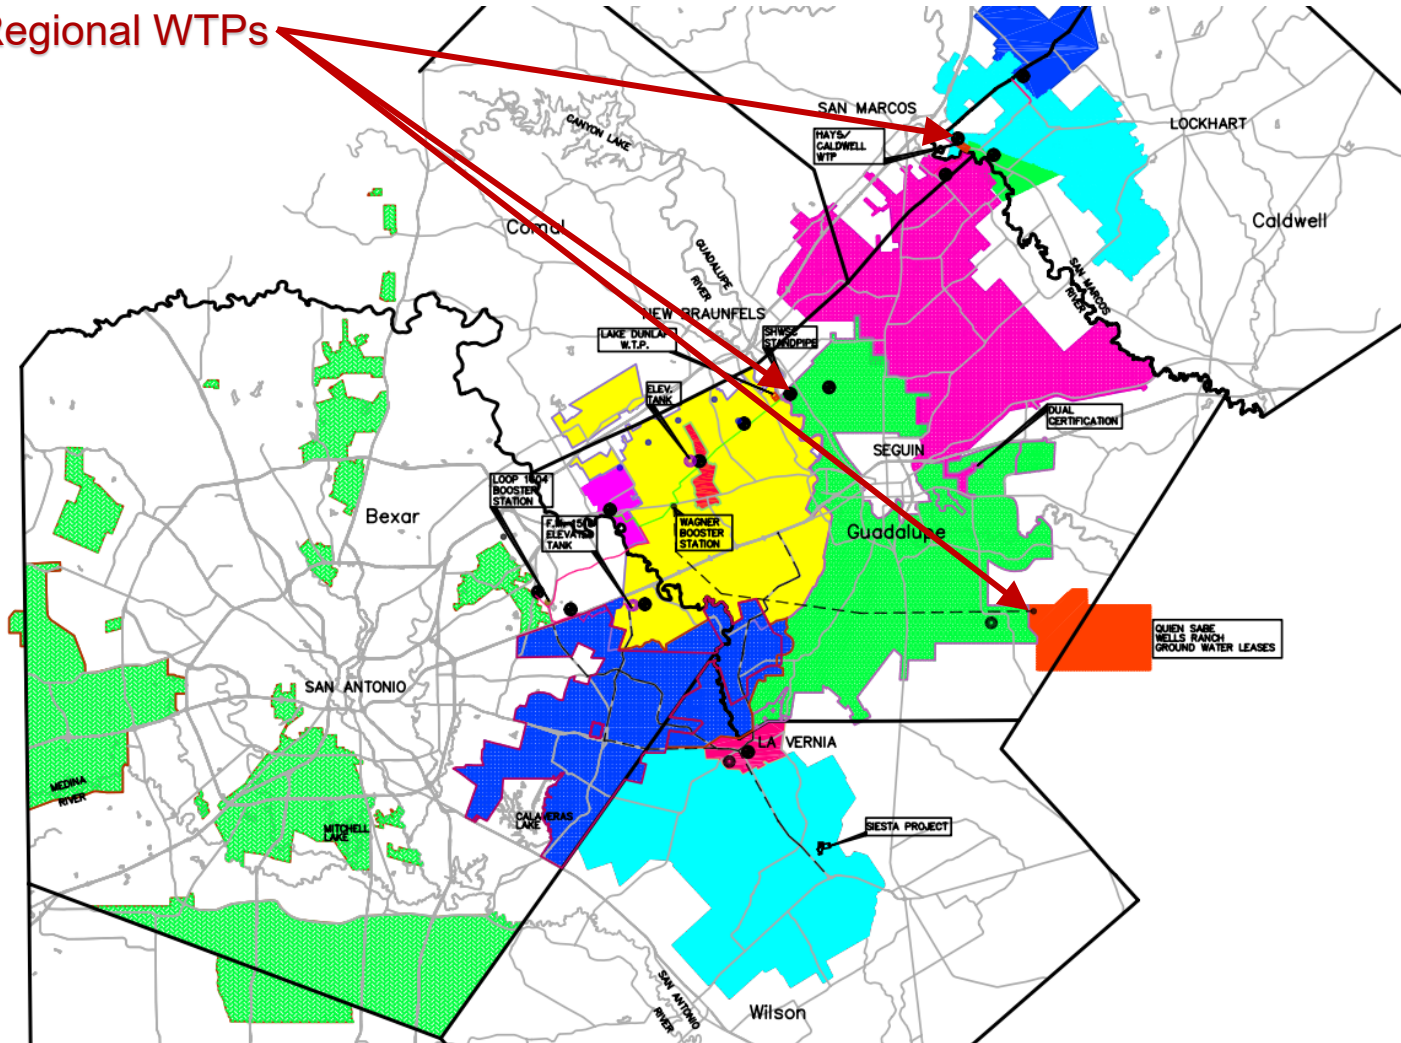 Regional WTPs
SAN MARCOS
LOCKHART
HAYS/
CALDWELL
WTP
CANYON LAKE
Caldwell
Comal
GUADALUPE
RIVER
SAN MARCOS
RIVER
NEW BRAUNFELS
LAKE DUNLAP
W.T.P.
SHWSC
STANDPIPE
ELEV.
TANK
DUAL
CERTIFICATION
SEGUIN
LOOP 1604
BOOSTER
STATION
Bexar
ELEVATED
TANK
WAGNER
BOOSTER
STATION
Guadalupe
QUIEN SABE
WELLS RANCH
GROUND WATER LEASES
SAN ANTONIO
LA VERNIA
MEDINA
RIVER
MITCHELL
LAKE
CALAVERAS
LAKE
SIESTA PROJECT
SAN ANTONIO
RIVER
Wilson